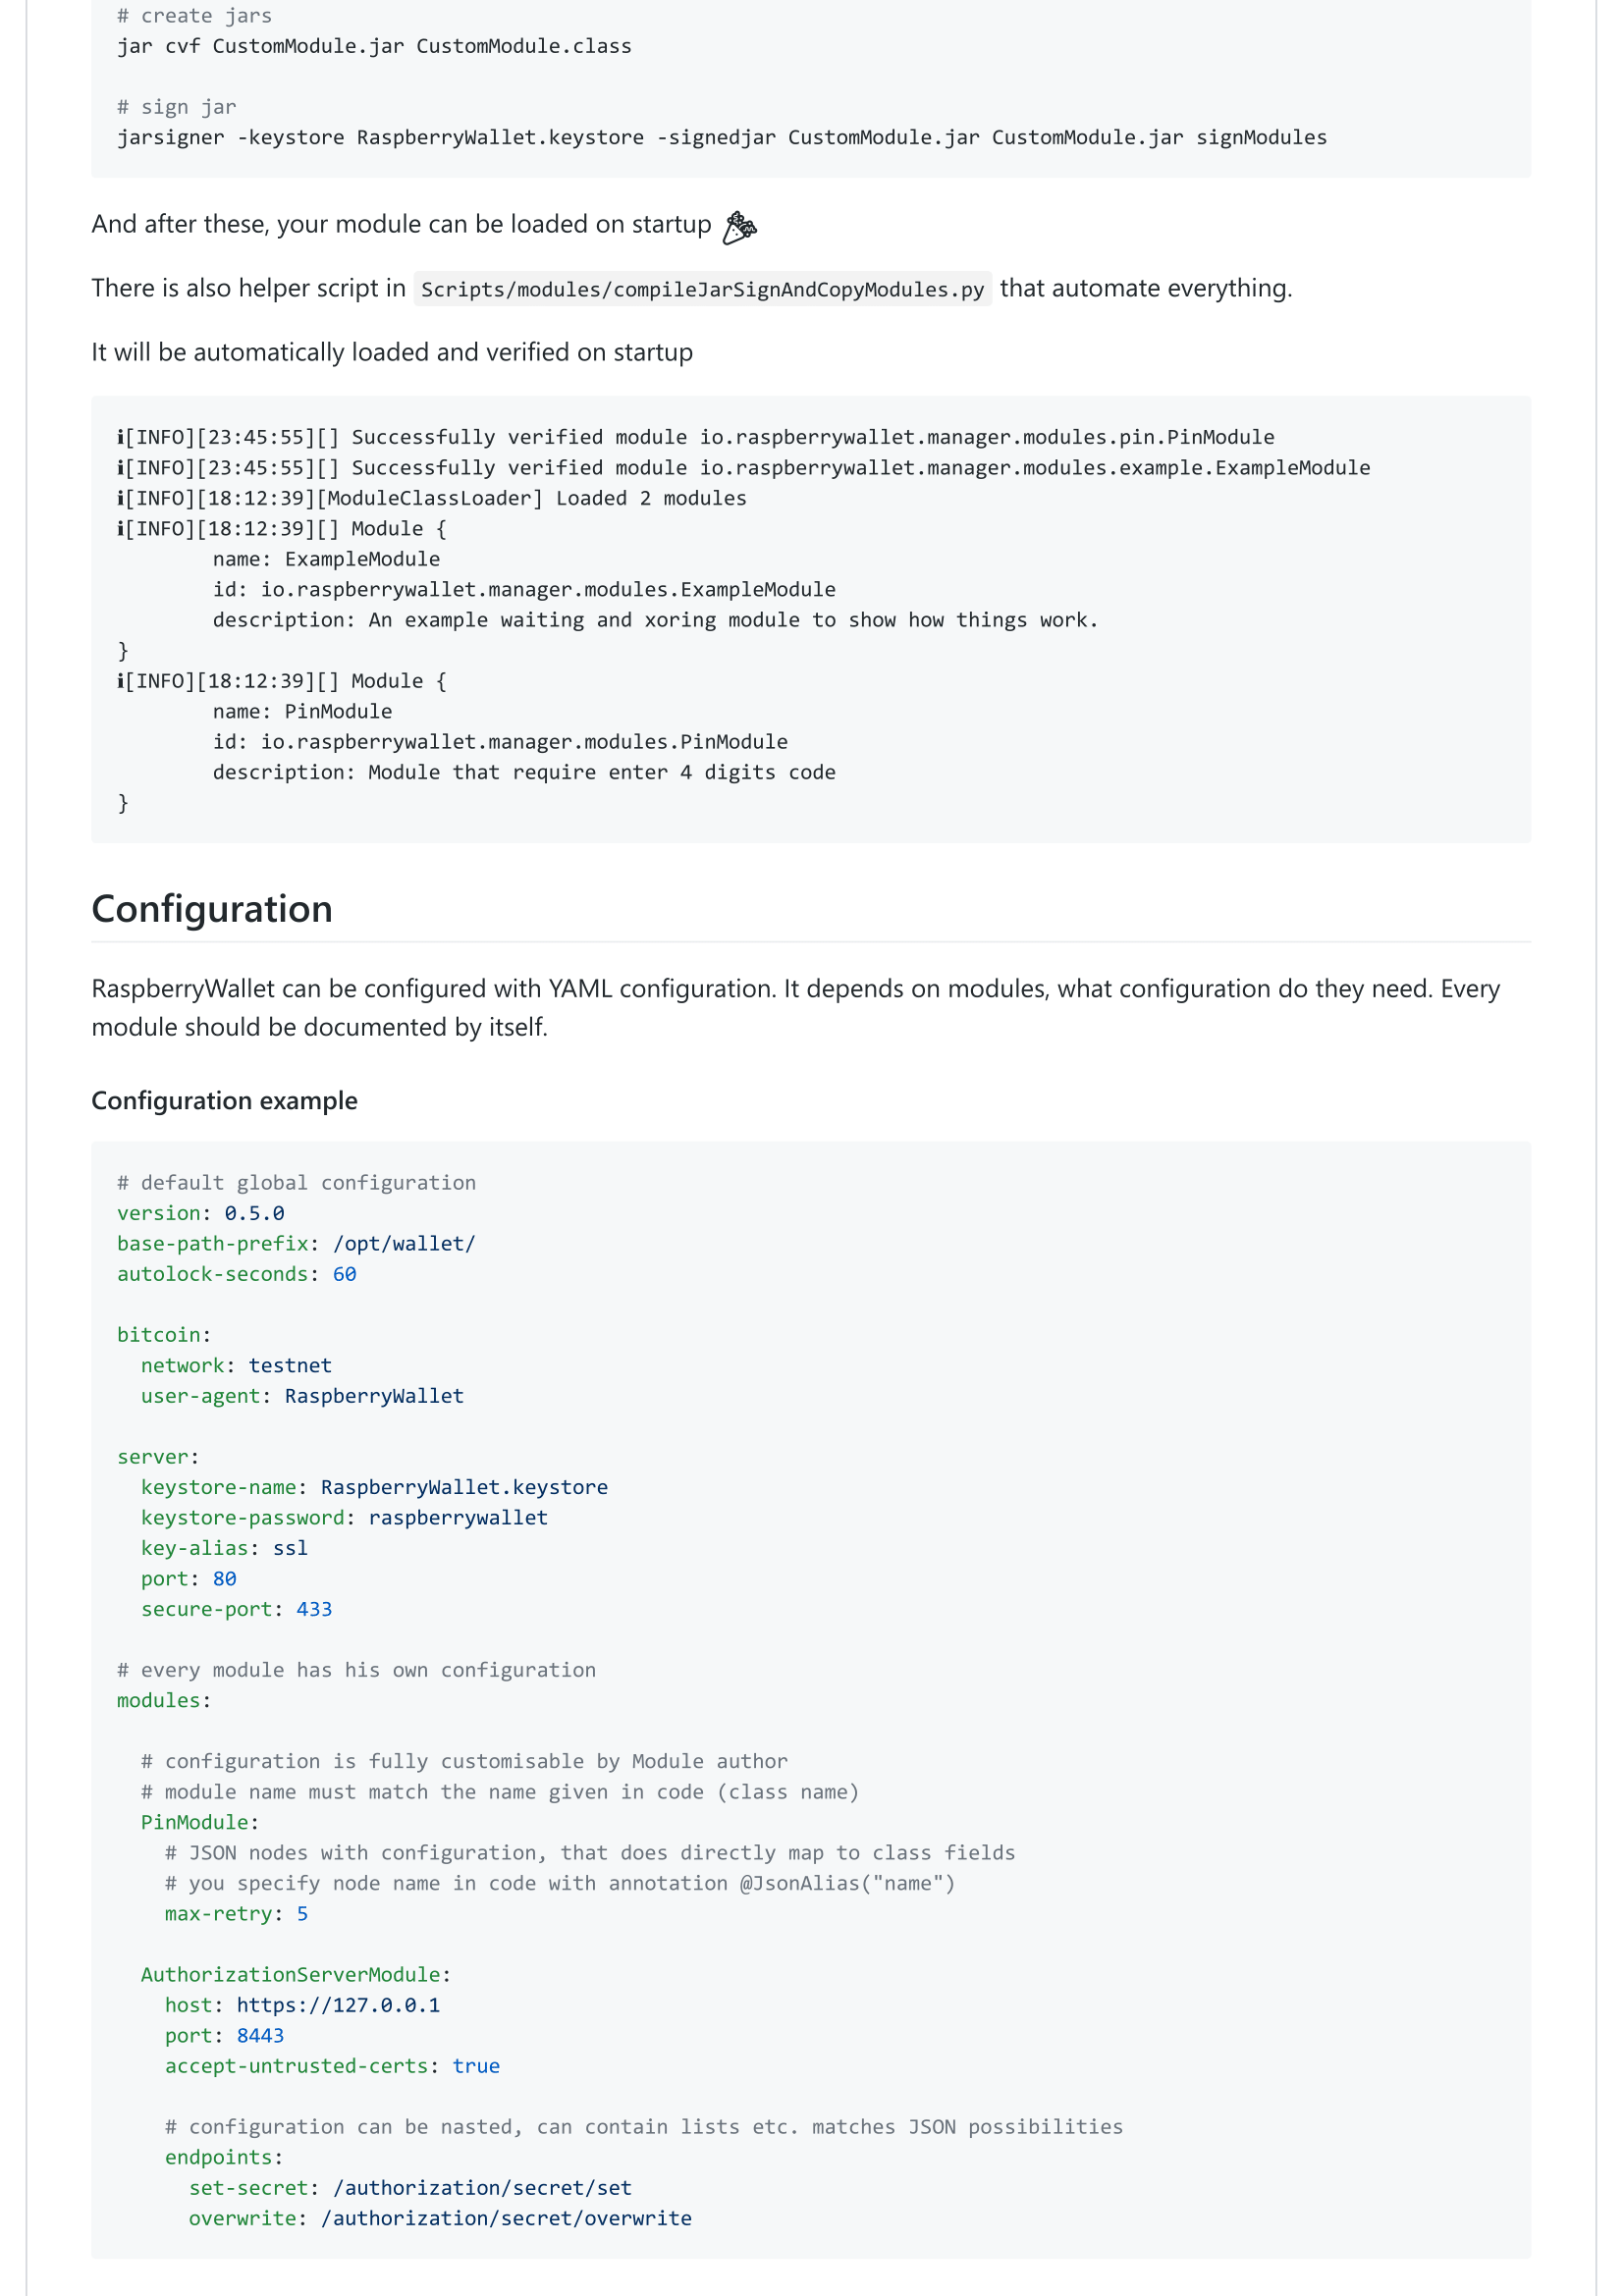 # create jars
jar cvf CustomModule.jar CustomModule.class
# sign jar
jarsigner -keystore RaspberryWallet.keystore -signedjar CustomModule.jar CustomModule.jar signModules
And after these, your module can be loaded on startup 🎉
There is also helper script in Scripts/modules/compileJarSignAndCopyModules.py that automate everything.
It will be automatically loaded and verified on startup
ℹ[INFO][23:45:55][] Successfully verified module io.raspberrywallet.manager.modules.pin.PinModule
ℹ[INFO][23:45:55][] Successfully verified module io.raspberrywallet.manager.modules.example.ExampleModule
ℹ[INFO][18:12:39][ModuleClassLoader] Loaded 2 modules
ℹ[INFO][18:12:39][] Module {
        name: ExampleModule
        id: io.raspberrywallet.manager.modules.ExampleModule
        description: An example waiting and xoring module to show how things work.
}
ℹ[INFO][18:12:39][] Module {
        name: PinModule
        id: io.raspberrywallet.manager.modules.PinModule
        description: Module that require enter 4 digits code
}
Configuration
RaspberryWallet can be configured with YAML configuration. It depends on modules, what configuration do they need. Every
module should be documented by itself.
Configuration example
# default global configuration
version: 0.5.0
base-path-prefix: /opt/wallet/
autolock-seconds: 60
bitcoin:
  network: testnet
  user-agent: RaspberryWallet
server:
  keystore-name: RaspberryWallet.keystore
  keystore-password: raspberrywallet
  key-alias: ssl
  port: 80
  secure-port: 433
# every module has his own configuration
modules:
  # configuration is fully customisable by Module author
  # module name must match the name given in code (class name)
  PinModule:
    # JSON nodes with configuration, that does directly map to class fields
    # you specify node name in code with annotation @JsonAlias("name")
    max-retry: 5
  AuthorizationServerModule:
    host: https://127.0.0.1
    port: 8443
    accept-untrusted-certs: true
    # configuration can be nasted, can contain lists etc. matches JSON possibilities
    endpoints:
      set-secret: /authorization/secret/set
      overwrite: /authorization/secret/overwrite